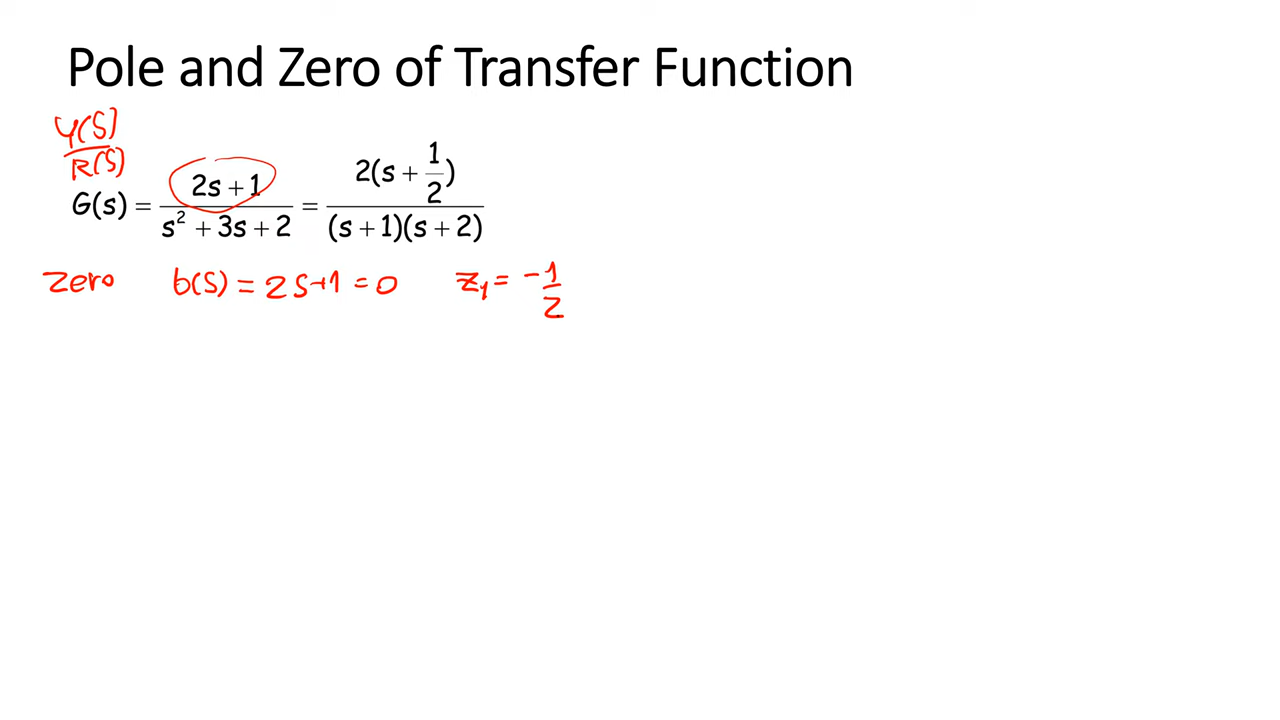 Pole and Zero of Transfer Function
Y(S)/R(S)
G(s) = (2s + 1)/(s² + 3s + 2) = 2(s + 1/2)/((s + 1)(s + 2))
Zero b(S) = 2S+1 = 0 z₁ = -1/2